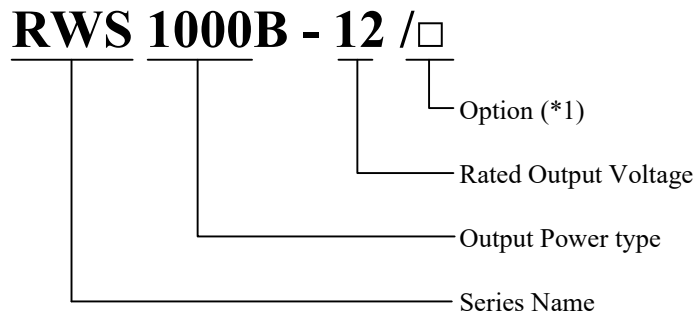 RWS 1000B - 12 /□
Option (*1)
Rated Output Voltage
Output Power type
Series Name